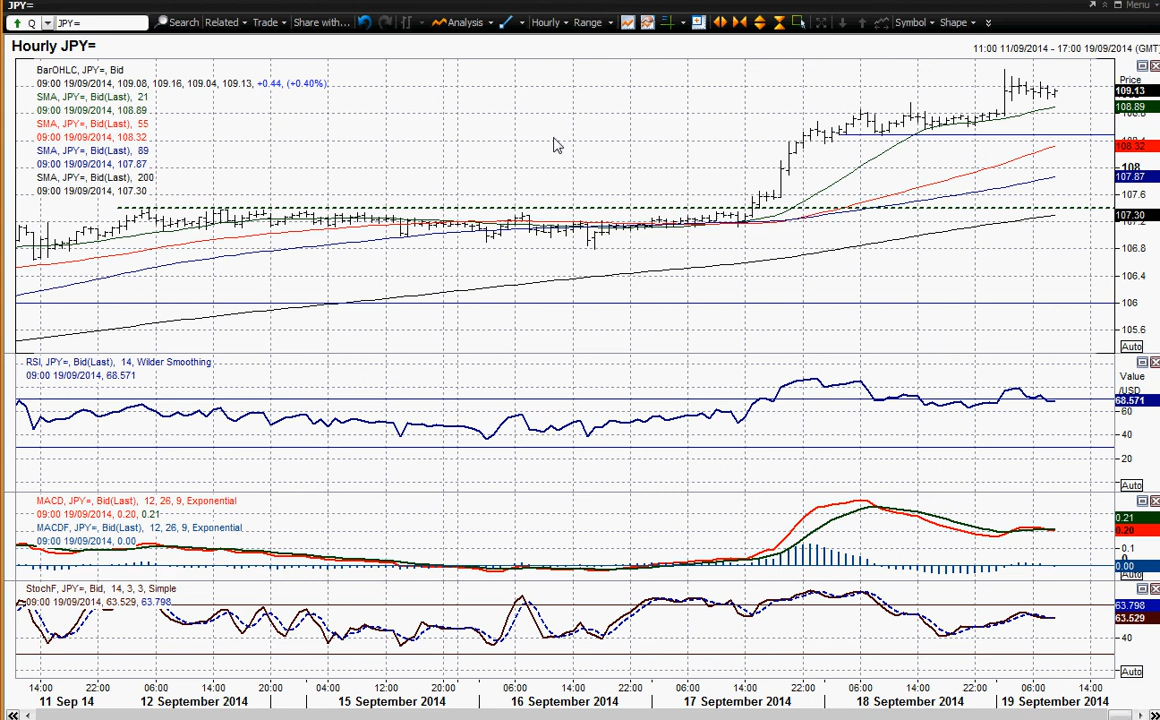 JPY=
Menu
Q JPY= Search Related Trade Share with... Analysis Hourly Range Symbol Shape
Hourly JPY=
11:00 11/09/2014 - 17:00 19/09/2014 (GMT)
BarOHLC, JPY=, Bid
09:00 19/09/2014, 109.08, 109.16, 109.04, 109.13, +0.44, (+0.40%)
SMA, JPY=, Bid(Last), 21
09:00 19/09/2014, 108.89
SMA, JPY=, Bid(Last), 55
09:00 19/09/2014, 108.32
SMA, JPY=, Bid(Last), 89
09:00 19/09/2014, 107.87
SMA, JPY=, Bid(Last), 200
09:00 19/09/2014, 107.30
Price
109.13
108.89
108.32
108
107.87
107.6
107.30
106.8
106.4
106
105.6
Auto
RSI, JPY=, Bid(Last), 14, Wilder Smoothing
09:00 19/09/2014, 68.571
Value
/USD
68.571
60
40
20
Auto
MACD, JPY=, Bid(Last), 12, 26, 9, Exponential
09:00 19/09/2014, 0.20, 0.21
MACDF, JPY=, Bid(Last), 12, 26, 9, Exponential
09:00 19/09/2014, 0.00
0.21
0.20
0.1
0.00
Auto
StochF, JPY=, Bid, 14, 3, 3, Simple
09:00 19/09/2014, 63.529, 63.798
63.798
63.529
40
Auto
14:00 22:00 06:00 14:00 20:00 04:00 12:00 20:00 06:00 14:00 22:00 06:00 14:00 22:00 06:00 14:00 22:00 06:00 14:00
11 Sep 14 12 September 2014 15 September 2014 16 September 2014 17 September 2014 18 September 2014 19 September 2014